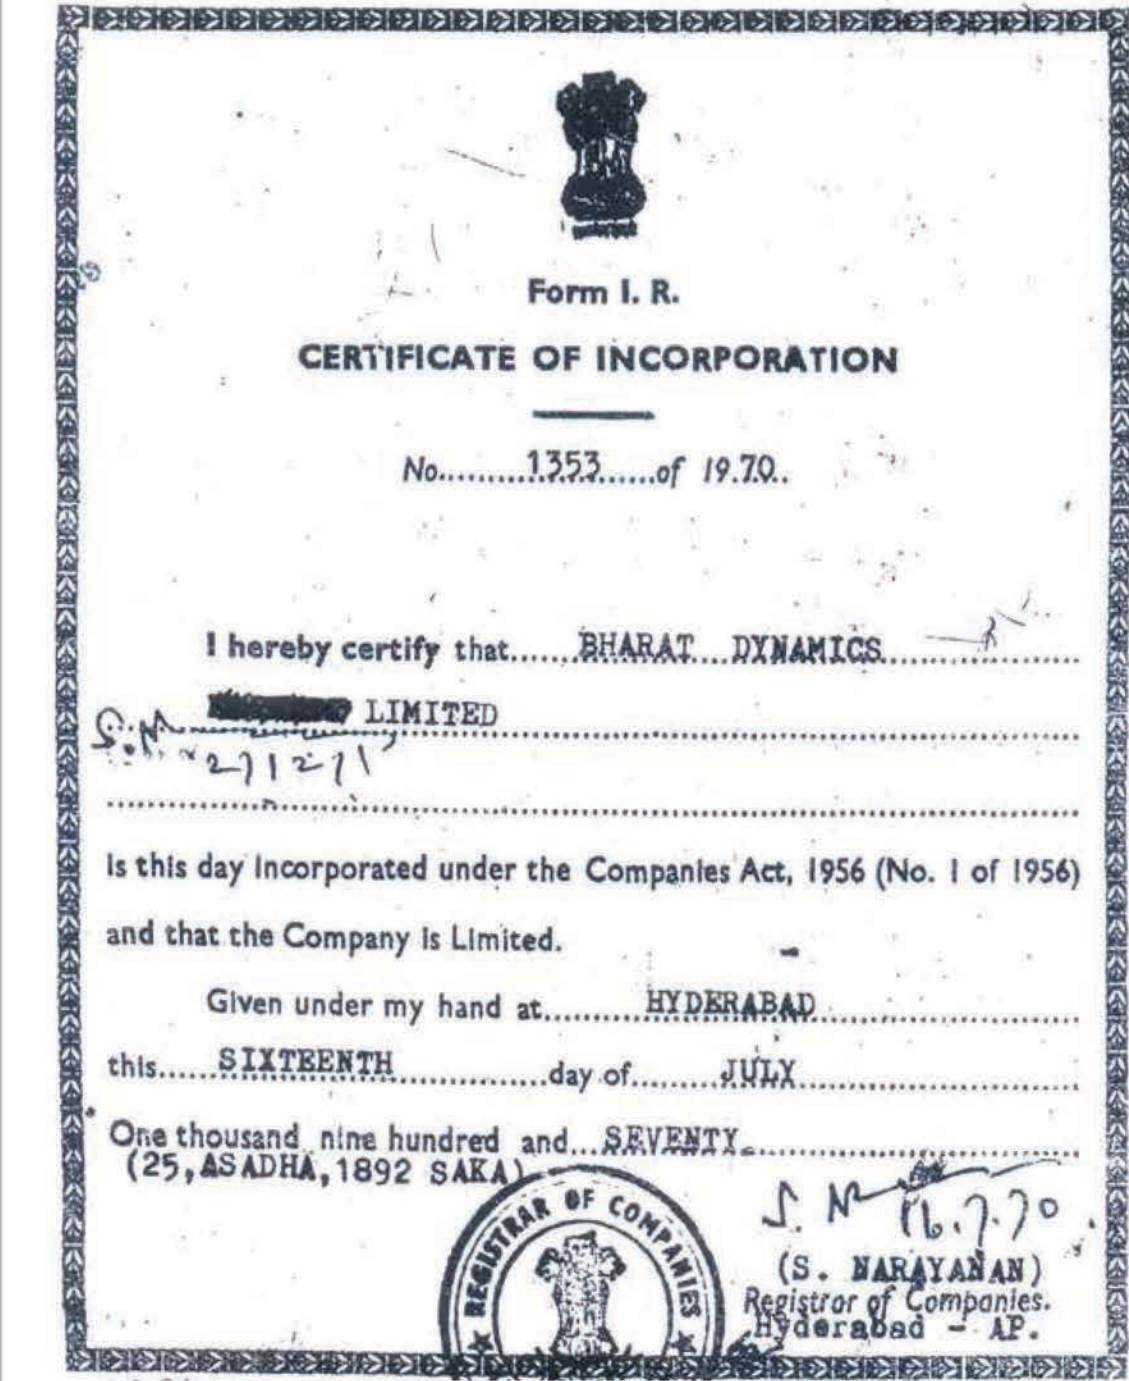 Form I. R.
CERTIFICATE OF INCORPORATION
No..........1353......of 19.70..
I hereby certify that......BHARAT DYNAMICS
LIMITED
S. N.
2/12/71
is this day incorporated under the Companies Act, 1956 (No. 1 of 1956)
and that the Company is Limited.
Given under my hand at..........HYDERABAD
this......SIXTEENTH..............day of........JULY
One thousand nine hundred and...SEVENTY.
(25,ASADHA,1892 SAKA)
REGISTRAR OF COMPANIES
S. N 16.7.70
(S. NARAYANAN)
Registrar of Companies.
Hyderabad - AP.